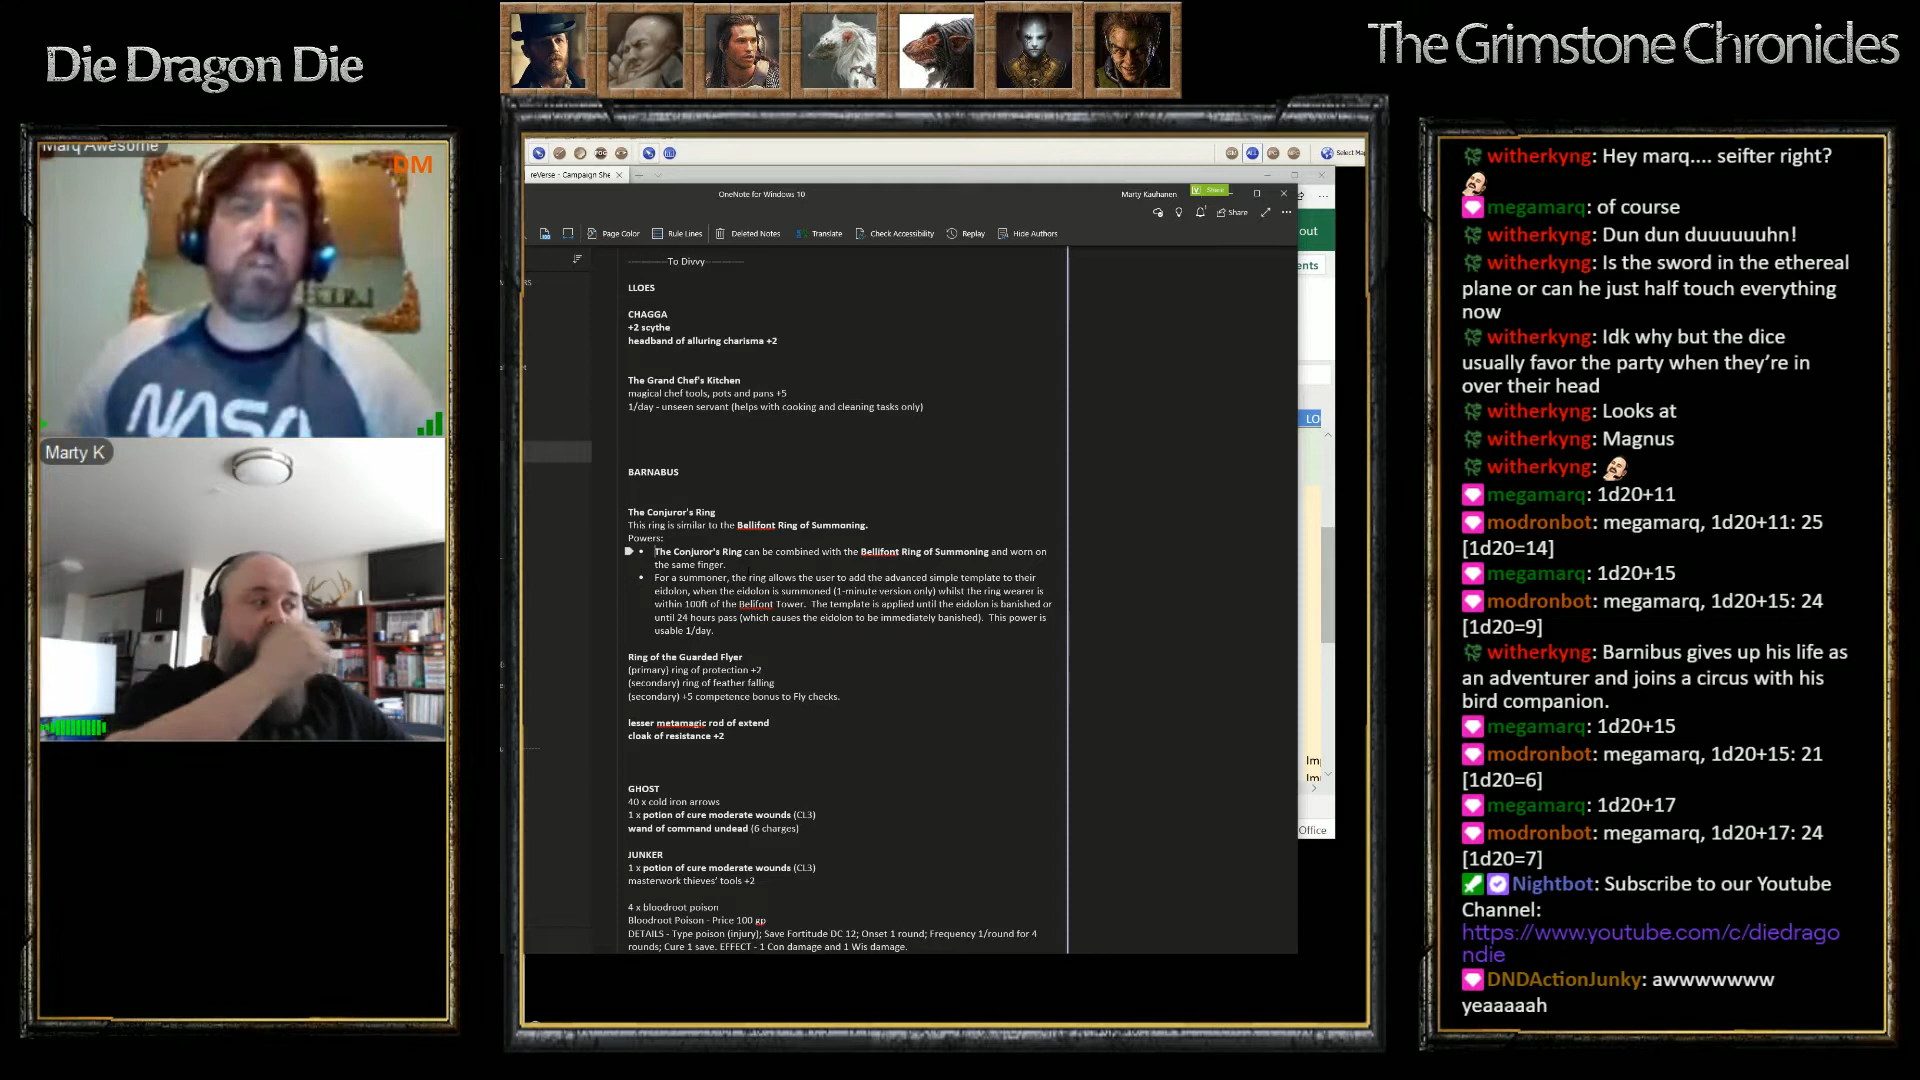 Die Dragon Die
The Grimstone Chronicles
Marq Awesome
DM
NASA
Marty K
Select Ma
reVerse - Campaign She
OneNote for Windows 10
Marty Kauhanen
Share
Share
Page Color
Rule Lines
Deleted Notes
Translate
Check Accessibility
Replay
Hide Authors
To Divvy
LLOES
CHAGGA
+2 scythe
headband of alluring charisma +2
The Grand Chef's Kitchen
magical chef tools, pots and pans +5
1/day - unseen servant (helps with cooking and cleaning tasks only)
BARNABUS
The Conjuror's Ring
This ring is similar to the Bellifont Ring of Summoning.
Powers:
• The Conjuror's Ring can be combined with the Bellifont Ring of Summoning and worn on
the same finger.
• For a summoner, the ring allows the user to add the advanced simple template to their
eidolon, when the eidolon is summoned (1-minute version only) whilst the ring wearer is
within 100ft of the Belifont Tower. The template is applied until the eidolon is banished or
until 24 hours pass (which causes the eidolon to be immediately banished). This power is
usable 1/day.
Ring of the Guarded Flyer
(primary) ring of protection +2
(secondary) ring of feather falling
(secondary) +5 competence bonus to Fly checks.
lesser metamagic rod of extend
cloak of resistance +2
GHOST
40 x cold iron arrows
1 x potion of cure moderate wounds (CL3)
wand of command undead (6 charges)
JUNKER
1 x potion of cure moderate wounds (CL3)
masterwork thieves' tools +2
4 x bloodroot poison
Bloodroot Poison - Price 100 gp
DETAILS - Type poison (injury); Save Fortitude DC 12; Onset 1 round; Frequency 1/round for 4
rounds; Cure 1 save. EFFECT - 1 Con damage and 1 Wis damage.
out
ents
LO
Im
Im
Office
witherkyng: Hey marq.... seifter right?
megamarq: of course
witherkyng: Dun dun duuuuuhn!
witherkyng: Is the sword in the ethereal
plane or can he just half touch everything
now
witherkyng: Idk why but the dice
usually favor the party when they're in
over their head
witherkyng: Looks at
witherkyng: Magnus
witherkyng:
megamarq: 1d20+11
modronbot: megamarq, 1d20+11: 25
[1d20=14]
megamarq: 1d20+15
modronbot: megamarq, 1d20+15: 24
[1d20=9]
witherkyng: Barnibus gives up his life as
an adventurer and joins a circus with his
bird companion.
megamarq: 1d20+15
modronbot: megamarq, 1d20+15: 21
[1d20=6]
megamarq: 1d20+17
modronbot: megamarq, 1d20+17: 24
[1d20=7]
Nightbot: Subscribe to our Youtube
Channel:
https://www.youtube.com/c/diedrago
ndie
DNDActionJunky: awwwwwww
yeaaaaah